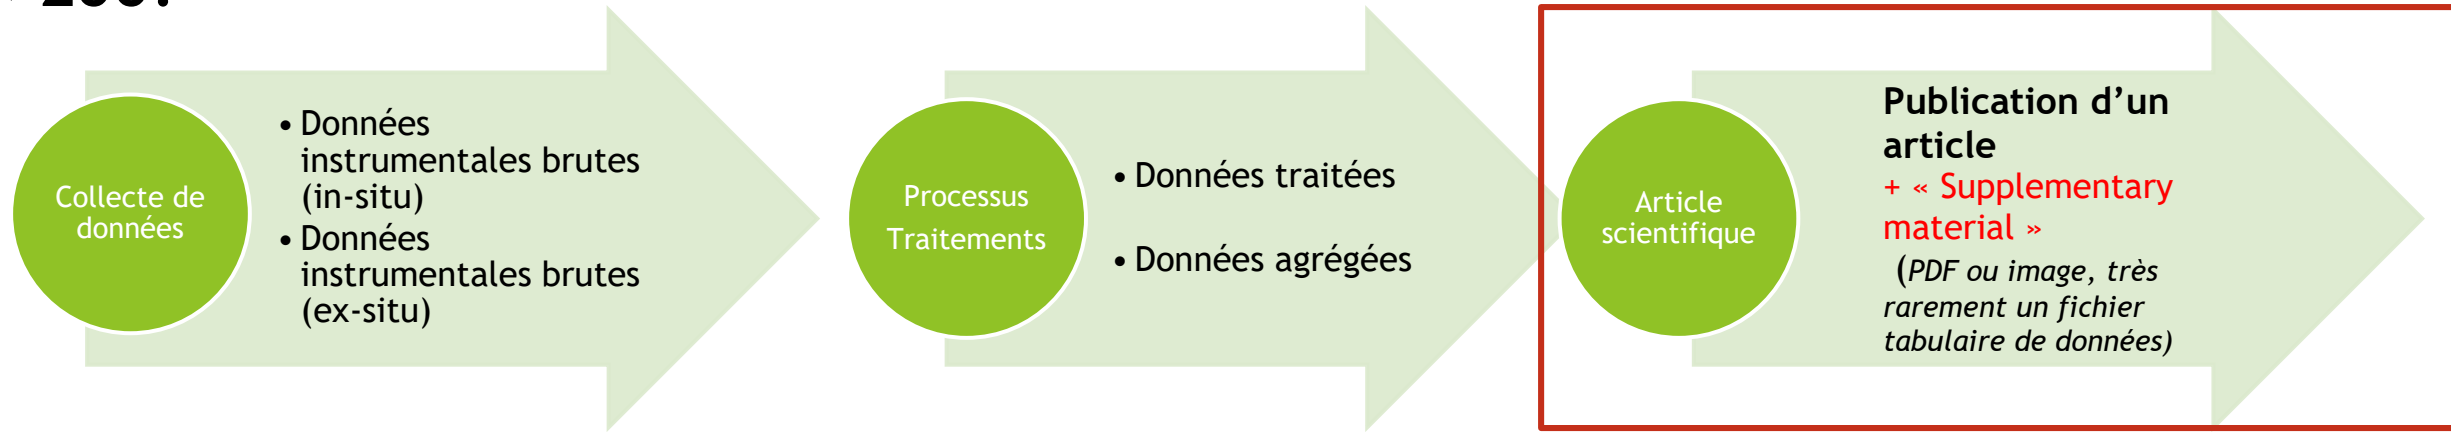 Collecte de
données
• Données
instrumentales brutes
(in-situ)
• Données
instrumentales brutes
(ex-situ)
Processus
Traitements
• Données traitées
• Données agrégées
Article
scientifique
Publication d’un
article
+ « Supplementary
material »
(PDF ou image, très
rarement un fichier
tabulaire de données)